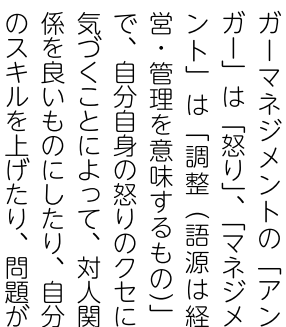 ガーマネジメントの「アン
ガー」は「怒り」、「マネジメ
ント」は「調整（語源は経
営・管理を意味するもの）」
で、自分自身の怒りのクセに
気づくことによって、対人関
係を良いものにしたり、自分
のスキルを上げたり、問題が